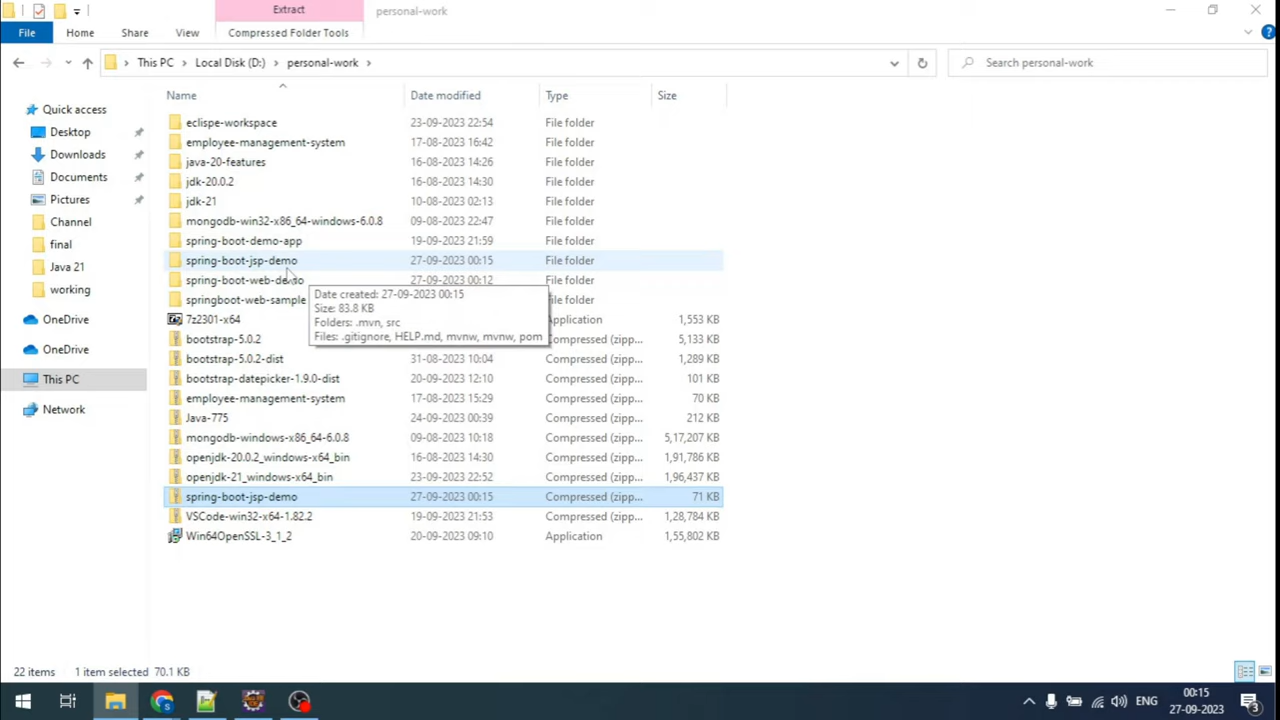 Extract
personal-work
File
Home
Share
View
Compressed Folder Tools
This PC
Local Disk (D:)
personal-work
Search personal-work
Name
Date modified
Type
Size
Quick access
Desktop
Downloads
Documents
Pictures
Channel
final
Java 21
working
OneDrive
OneDrive
This PC
Network
eclispe-workspace 23-09-2023 22:54 File folder
employee-management-system 17-08-2023 16:42 File folder
java-20-features 16-08-2023 14:26 File folder
jdk-20.0.2 16-08-2023 14:30 File folder
jdk-21 10-08-2023 02:13 File folder
mongodb-win32-x86_64-windows-6.0.8 09-08-2023 22:47 File folder
spring-boot-demo-app 19-09-2023 21:59 File folder
spring-boot-jsp-demo 27-09-2023 00:15 File folder
spring-boot-web-demo 27-09-2023 00:12 File folder
springboot-web-sample File folder
Date created: 27-09-2023 00:15
Size: 83.8 KB
Folders: .mvn, src
Files: .gitignore, HELP.md, mvnw, mvnw, pom
7z2301-x64 Application 1,553 KB
bootstrap-5.0.2 Compressed (zipp... 5,133 KB
bootstrap-5.0.2-dist 31-08-2023 10:04 Compressed (zipp... 1,289 KB
bootstrap-datepicker-1.9.0-dist 20-09-2023 12:10 Compressed (zipp... 101 KB
employee-management-system 17-08-2023 15:29 Compressed (zipp... 70 KB
Java-775 24-09-2023 00:39 Compressed (zipp... 212 KB
mongodb-windows-x86_64-6.0.8 09-08-2023 10:18 Compressed (zipp... 5,17,207 KB
openjdk-20.0.2_windows-x64_bin 16-08-2023 14:30 Compressed (zipp... 1,91,786 KB
openjdk-21_windows-x64_bin 23-09-2023 22:52 Compressed (zipp... 1,96,437 KB
spring-boot-jsp-demo 27-09-2023 00:15 Compressed (zipp... 71 KB
VSCode-win32-x64-1.82.2 19-09-2023 21:53 Compressed (zipp... 1,28,784 KB
Win64OpenSSL-3_1_2 20-09-2023 09:10 Application 1,55,802 KB
22 items 1 item selected 70.1 KB
ENG
00:15
27-09-2023
3